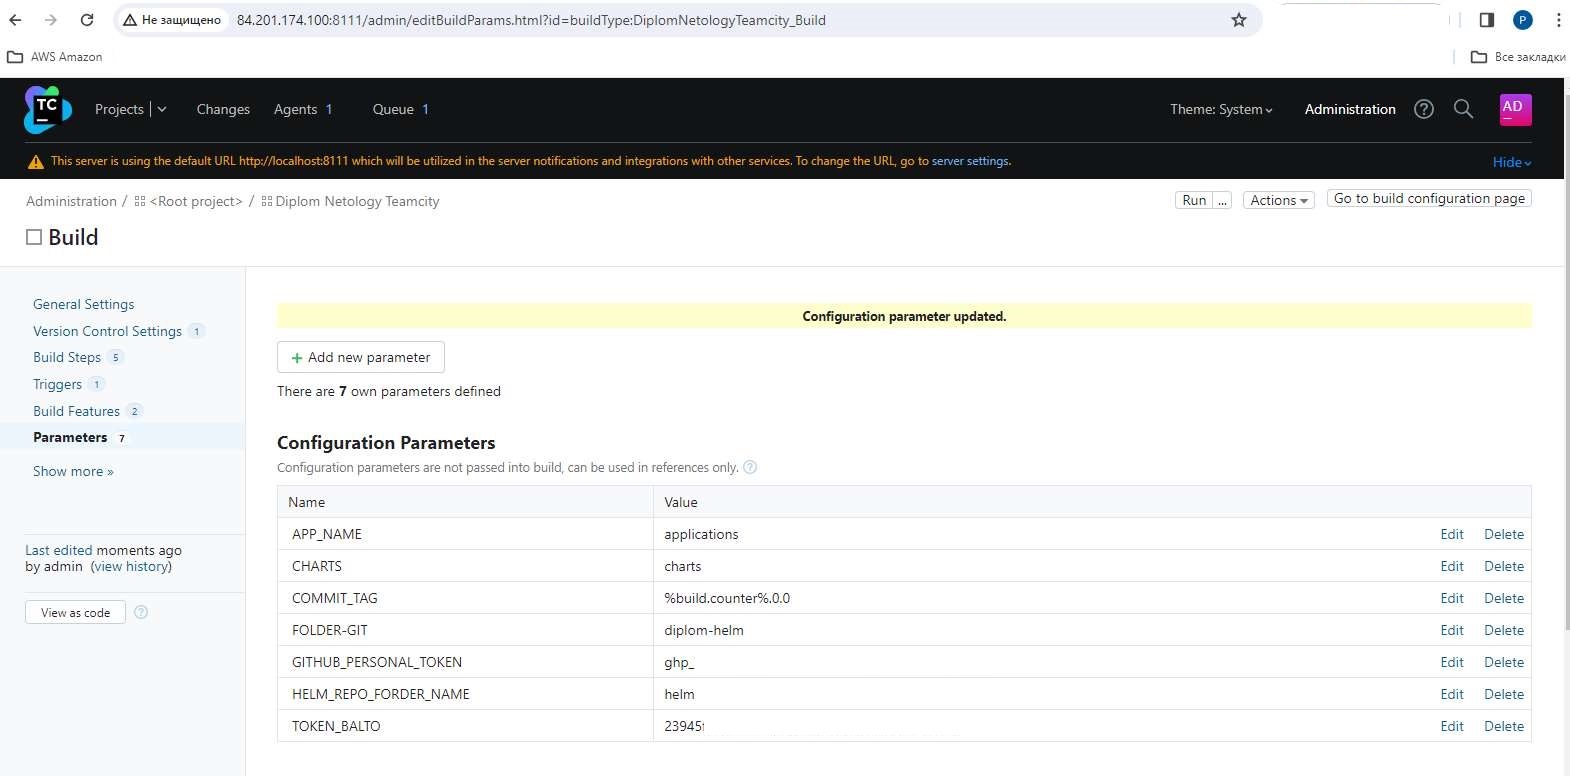 Не защищено 84.201.174.100:8111/admin/editBuildParams.html?id=buildType:DiplomNetologyTeamcity_Build P
AWS Amazon Все закладки
TC Projects Changes Agents 1 Queue 1 Theme: System Administration AD
This server is using the default URL http://localhost:8111 which will be utilized in the server notifications and integrations with other services. To change the URL, go to server settings. Hide
Administration / <Root project> / Diplom Netology Teamcity Run ... Actions Go to build configuration page
Build
General Settings
Version Control Settings 1
Build Steps 5
Triggers 1
Build Features 2
Parameters 7
Show more »
Last edited moments ago
by admin (view history)
View as code
Configuration parameter updated.
+ Add new parameter
There are 7 own parameters defined
Configuration Parameters
Configuration parameters are not passed into build, can be used in references only.
Name Value
APP_NAME applications Edit Delete
CHARTS charts Edit Delete
COMMIT_TAG %build.counter%.0.0 Edit Delete
FOLDER-GIT diplom-helm Edit Delete
GITHUB_PERSONAL_TOKEN ghp_ Edit Delete
HELM_REPO_FORDER_NAME helm Edit Delete
TOKEN_BALTO 23945 Edit Delete